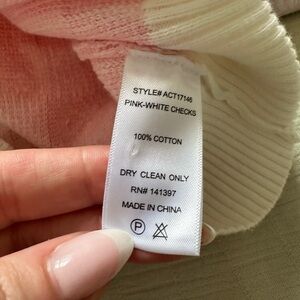 STYLE# ACT17146
PINK-WHITE CHECKS
100% COTTON
DRY CLEAN ONLY
RN# 141397
MADE IN CHINA
P